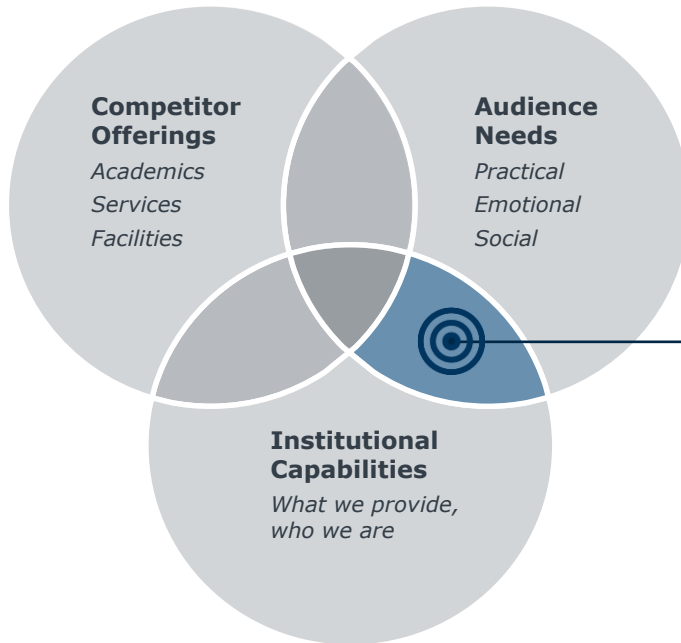 Competitor
Offerings
Academics
Services
Facilities
Audience
Needs
Practical
Emotional
Social
Institutional
Capabilities
What we provide,
who we are